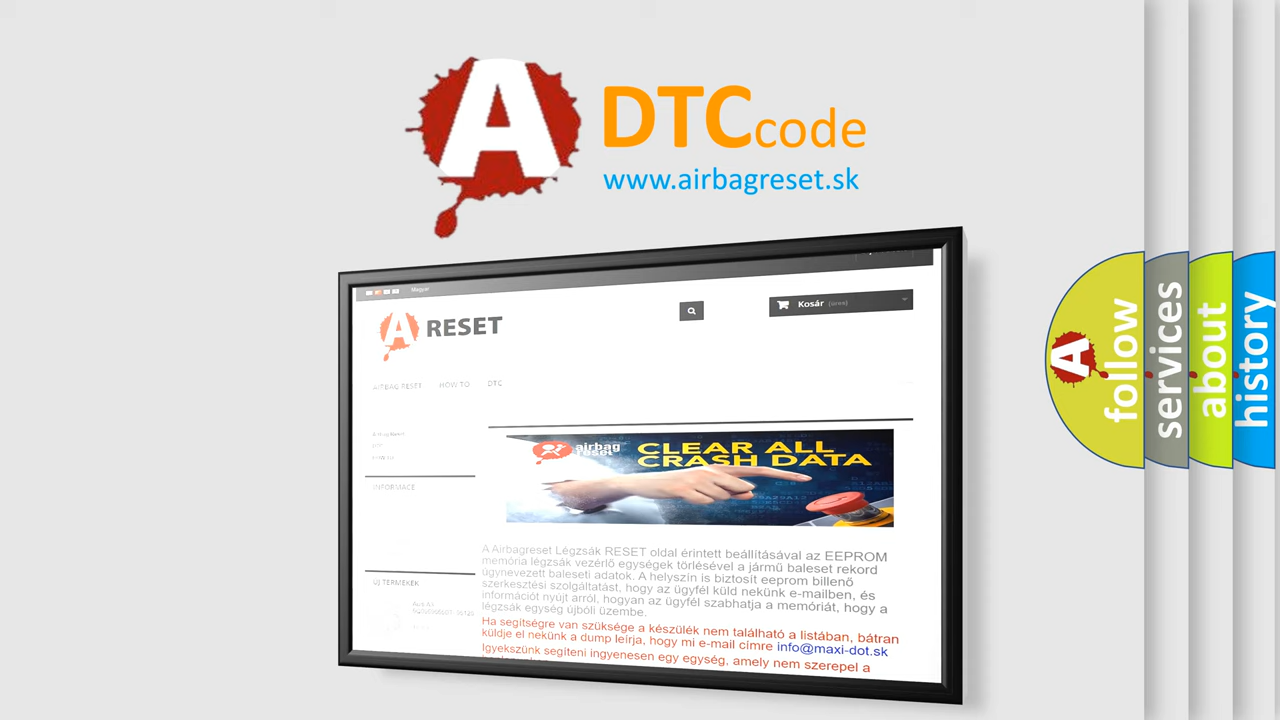 A DTCcode
www.airbagreset.sk
Magyar
A RESET
Kosár (üres)
AIRBAG RESET HOW TO DTC
INFORMACE
airbag
reset
CLEAR ALL
CRASH DATA
ÚJ TERMÉKEK
A Airbagreset Légzsák RESET oldal érintett beállításával az EEPROM
memória légzsák vezérlő egységek törlésével a jármű baleset rekord
úgynevezett baleseti adatok. A helyszín is biztosít eeprom billenő
szerkesztési szolgáltatást, hogy az ügyfél küld nekünk e-mailben, és
információt nyújt arról, hogyan az ügyfél szabhatja a memóriát, hogy a
légzsák egység újbóli üzembe.
Ha segítségre van szüksége a készülék nem található a listában, bátran
küldje el nekünk a dump leírja, hogy mi e-mail címre info@maxi-dot.sk
Igyekszünk segíteni ingyenesen egy egység, amely nem szerepel a
A follow
services
about
history